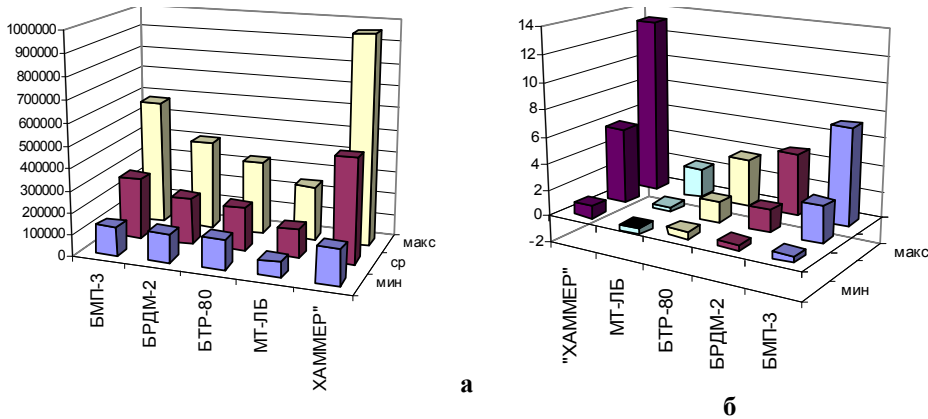 1000000
900000
800000
700000
600000
500000
400000
300000
200000
100000
0
БМП-3
БРДМ-2
БТР-80
МТ-ЛБ
ХАММЕР"
макс
ср
мин
а
14
12
10
8
6
4
2
0
-2
"ХАММЕР"
МТ-ЛБ
БТР-80
БРДМ-2
БМП-3
макс
мин
б